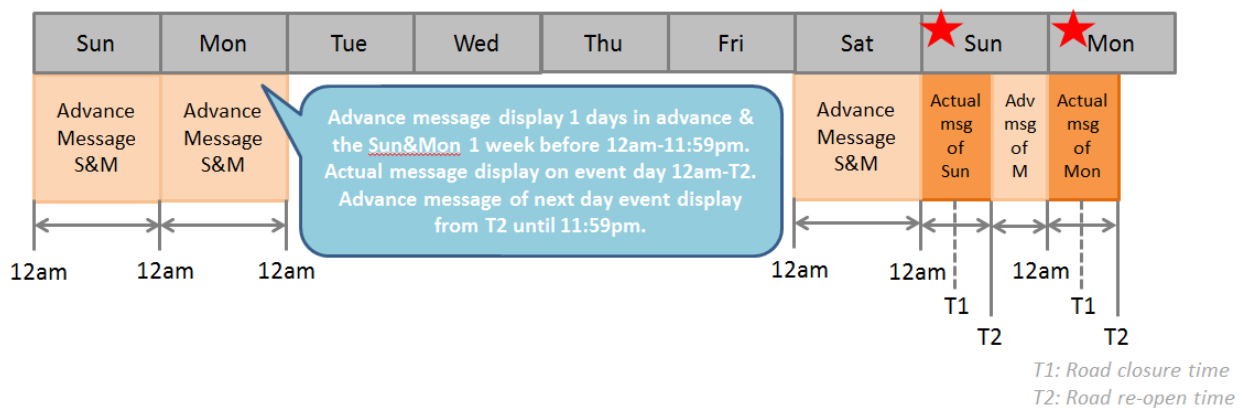 Sun Mon Tue Wed Thu Fri Sat Sun Mon
Advance
Message
S&M
Advance
Message
S&M
Advance message display 1 days in advance &
the Sun&Mon 1 week before 12am-11:59pm.
Actual message display on event day 12am-T2.
Advance message of next day event display
from T2 until 11:59pm.
Advance
Message
S&M
Actual
msg
of
Sun
Adv
msg
of
M
Actual
msg
of
Mon
12am 12am 12am 12am 12am 12am
T1 T1
T2 T2
T1: Road closure time
T2: Road re-open time